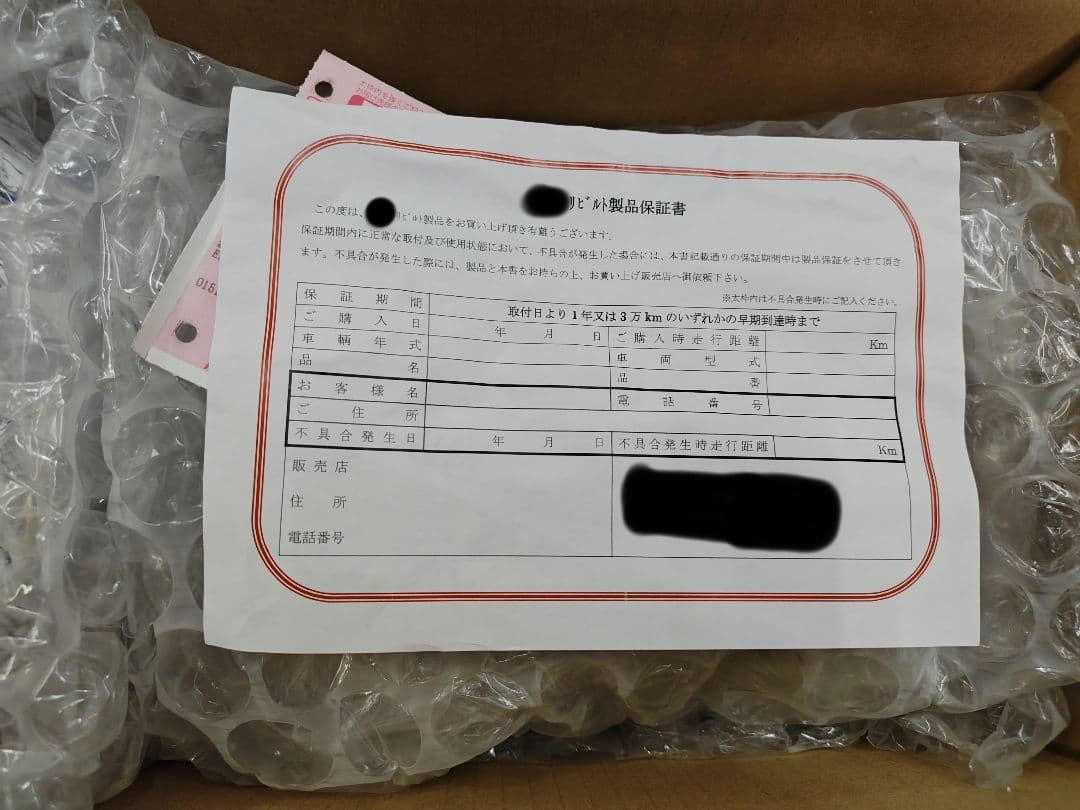 リビルト製品保証書
この度は、リビルト製品をお買い上げ頂き有難うございます。
保証期間内に正常な取付及び使用状態において、不具合が発生した場合には、本書記載通りの保証期間中は製品保証をさせて頂き
ます。不具合が発生した際には、製品と本書をお持ちの上、お買い上げ販売店へ御依頼下さい。
※太枠内は不具合発生時にご記入ください。
保証期間 取付日より1年又は3万kmのいずれかの早期到達時まで
ご購入日 年 月 日 ご購入時走行距離 Km
車輌年式 車両型式
品名 品番
お客様名 電話番号
ご住所
不具合発生日 年 月 日 不具合発生時走行距離 Km
販売店
住所
電話番号